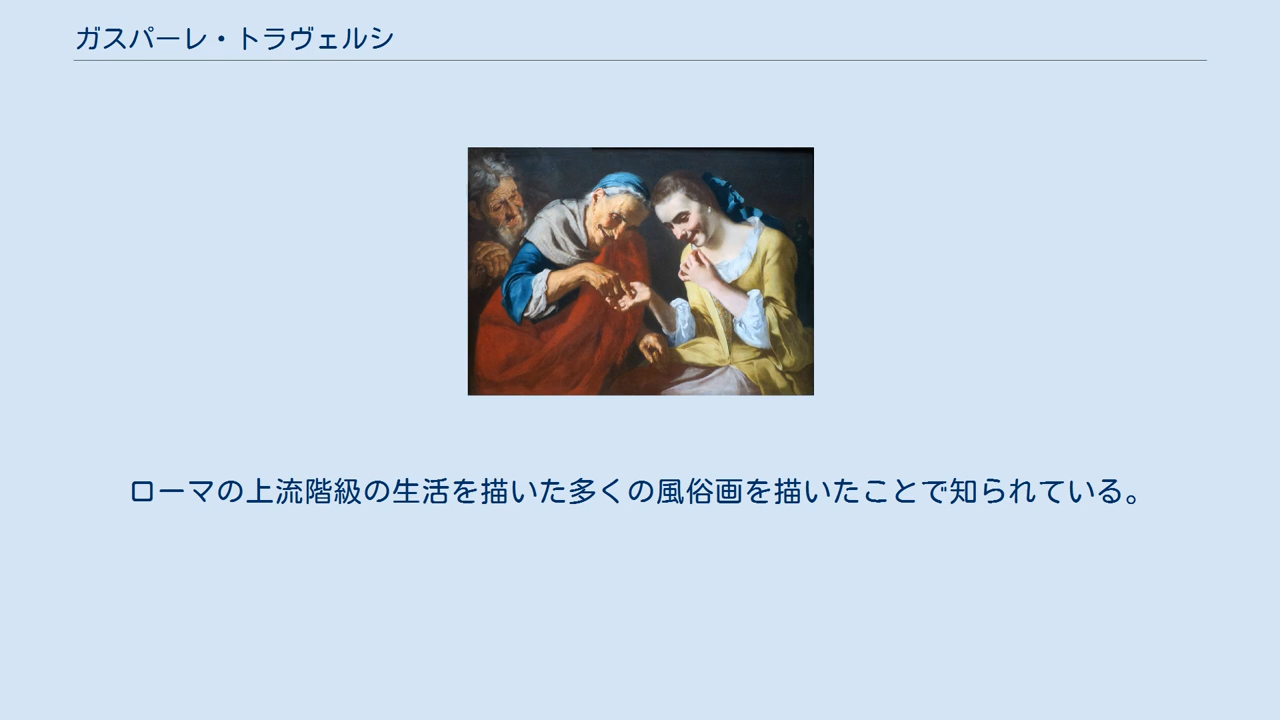 ガスパーレ・トラヴェルシ
ローマの上流階級の生活を描いた多くの風俗画を描いたことで知られている。